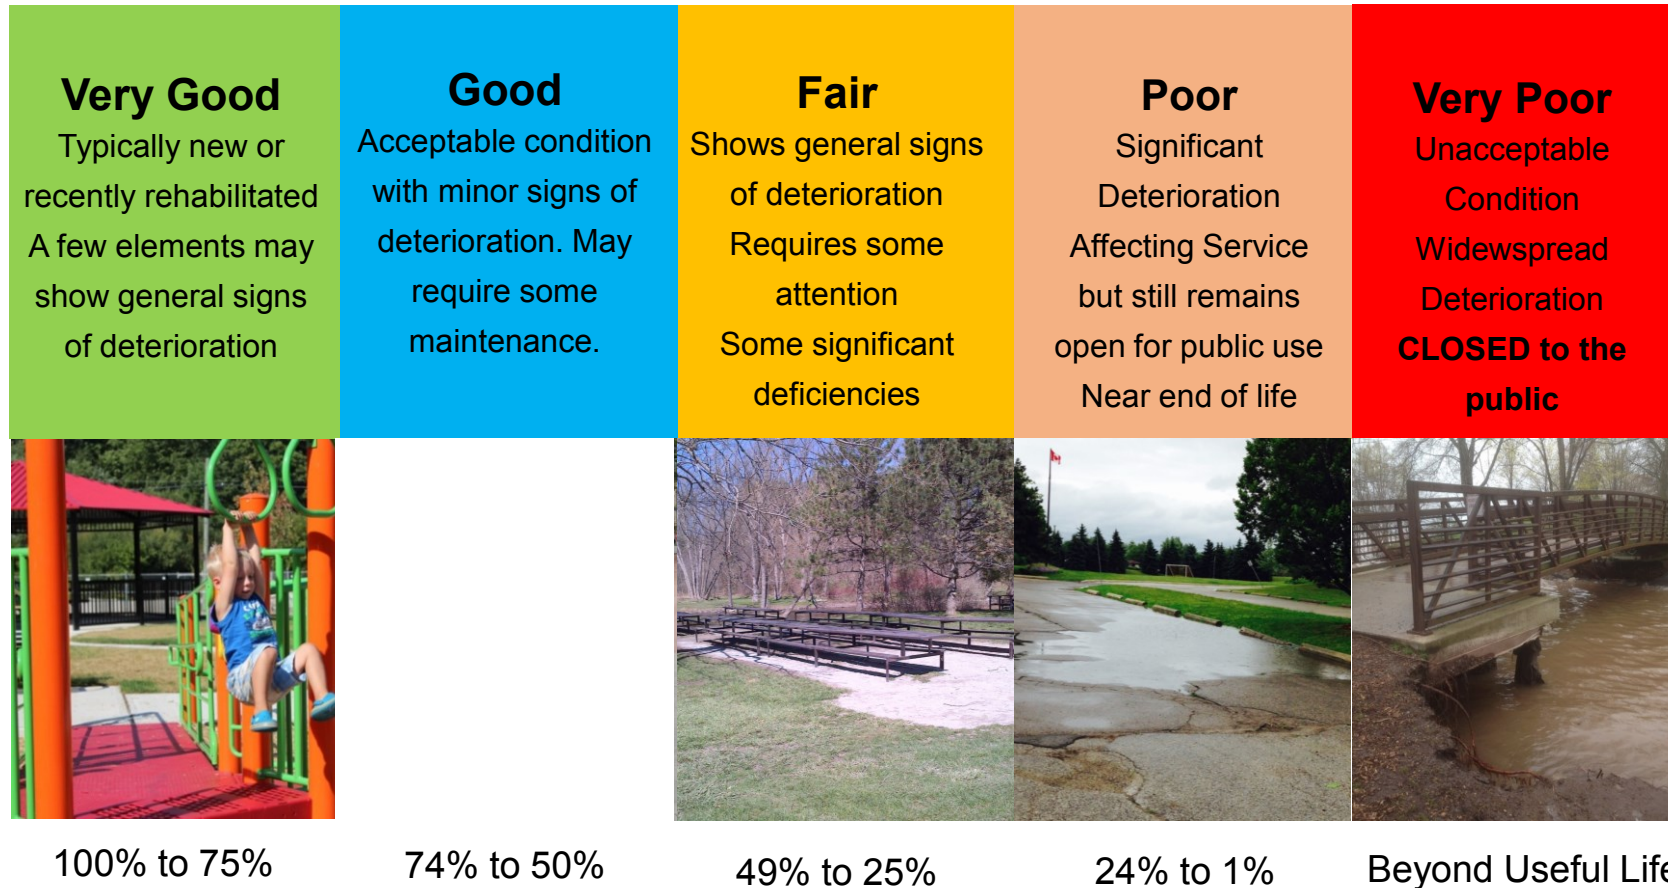 Very Good
Typically new or
recently rehabilitated
A few elements may
show general signs
of deterioration
Good
Acceptable condition
with minor signs of
deterioration. May
require some
maintenance.
Fair
Shows general signs
of deterioration
Requires some
attention
Some significant
deficiencies
Poor
Significant
Deterioration
Affecting Service
but still remains
open for public use
Near end of life
Very Poor
Unacceptable
Condition
Widewspread
Deterioration
CLOSED to the
public
100% to 75%
74% to 50%
49% to 25%
24% to 1%
Beyond Useful Life